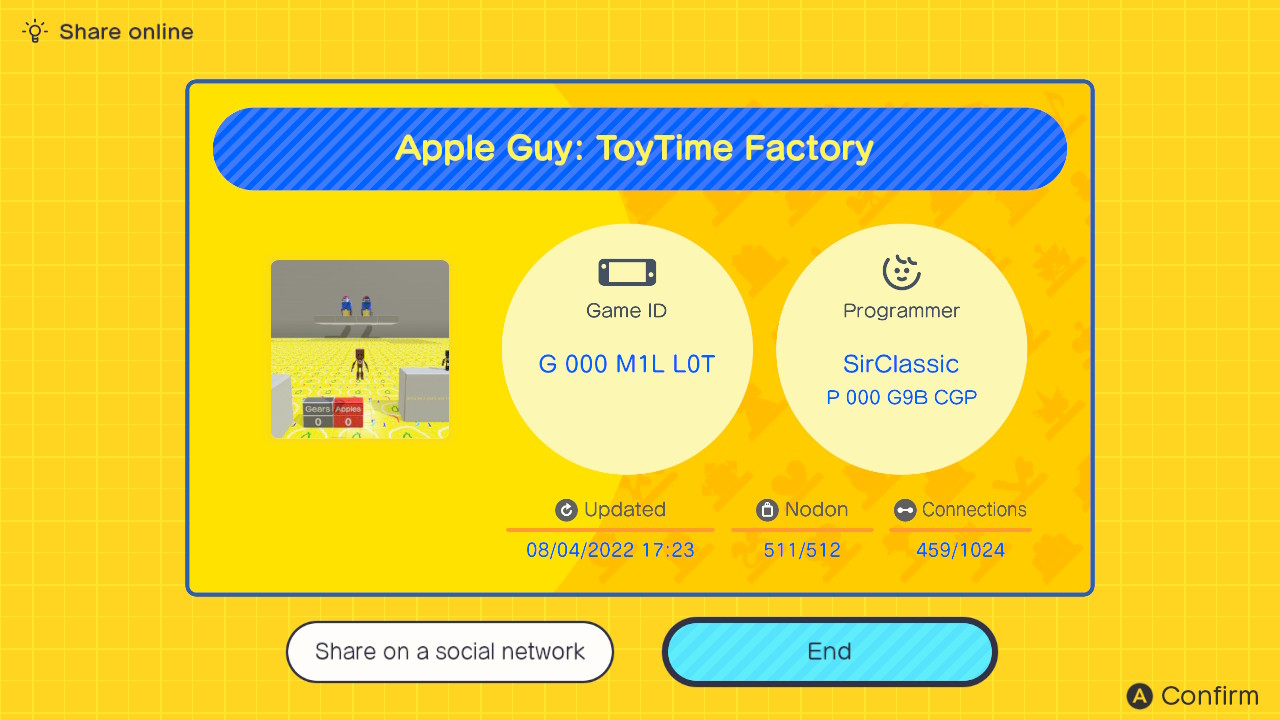 Share online
Apple Guy: ToyTime Factory
Game ID
G 000 M1L L0T
Programmer
SirClassic
P 000 G9B CGP
Gears Apples
0 0
Updated
08/04/2022 17:23
Nodon
511/512
Connections
459/1024
Share on a social network
End
A Confirm